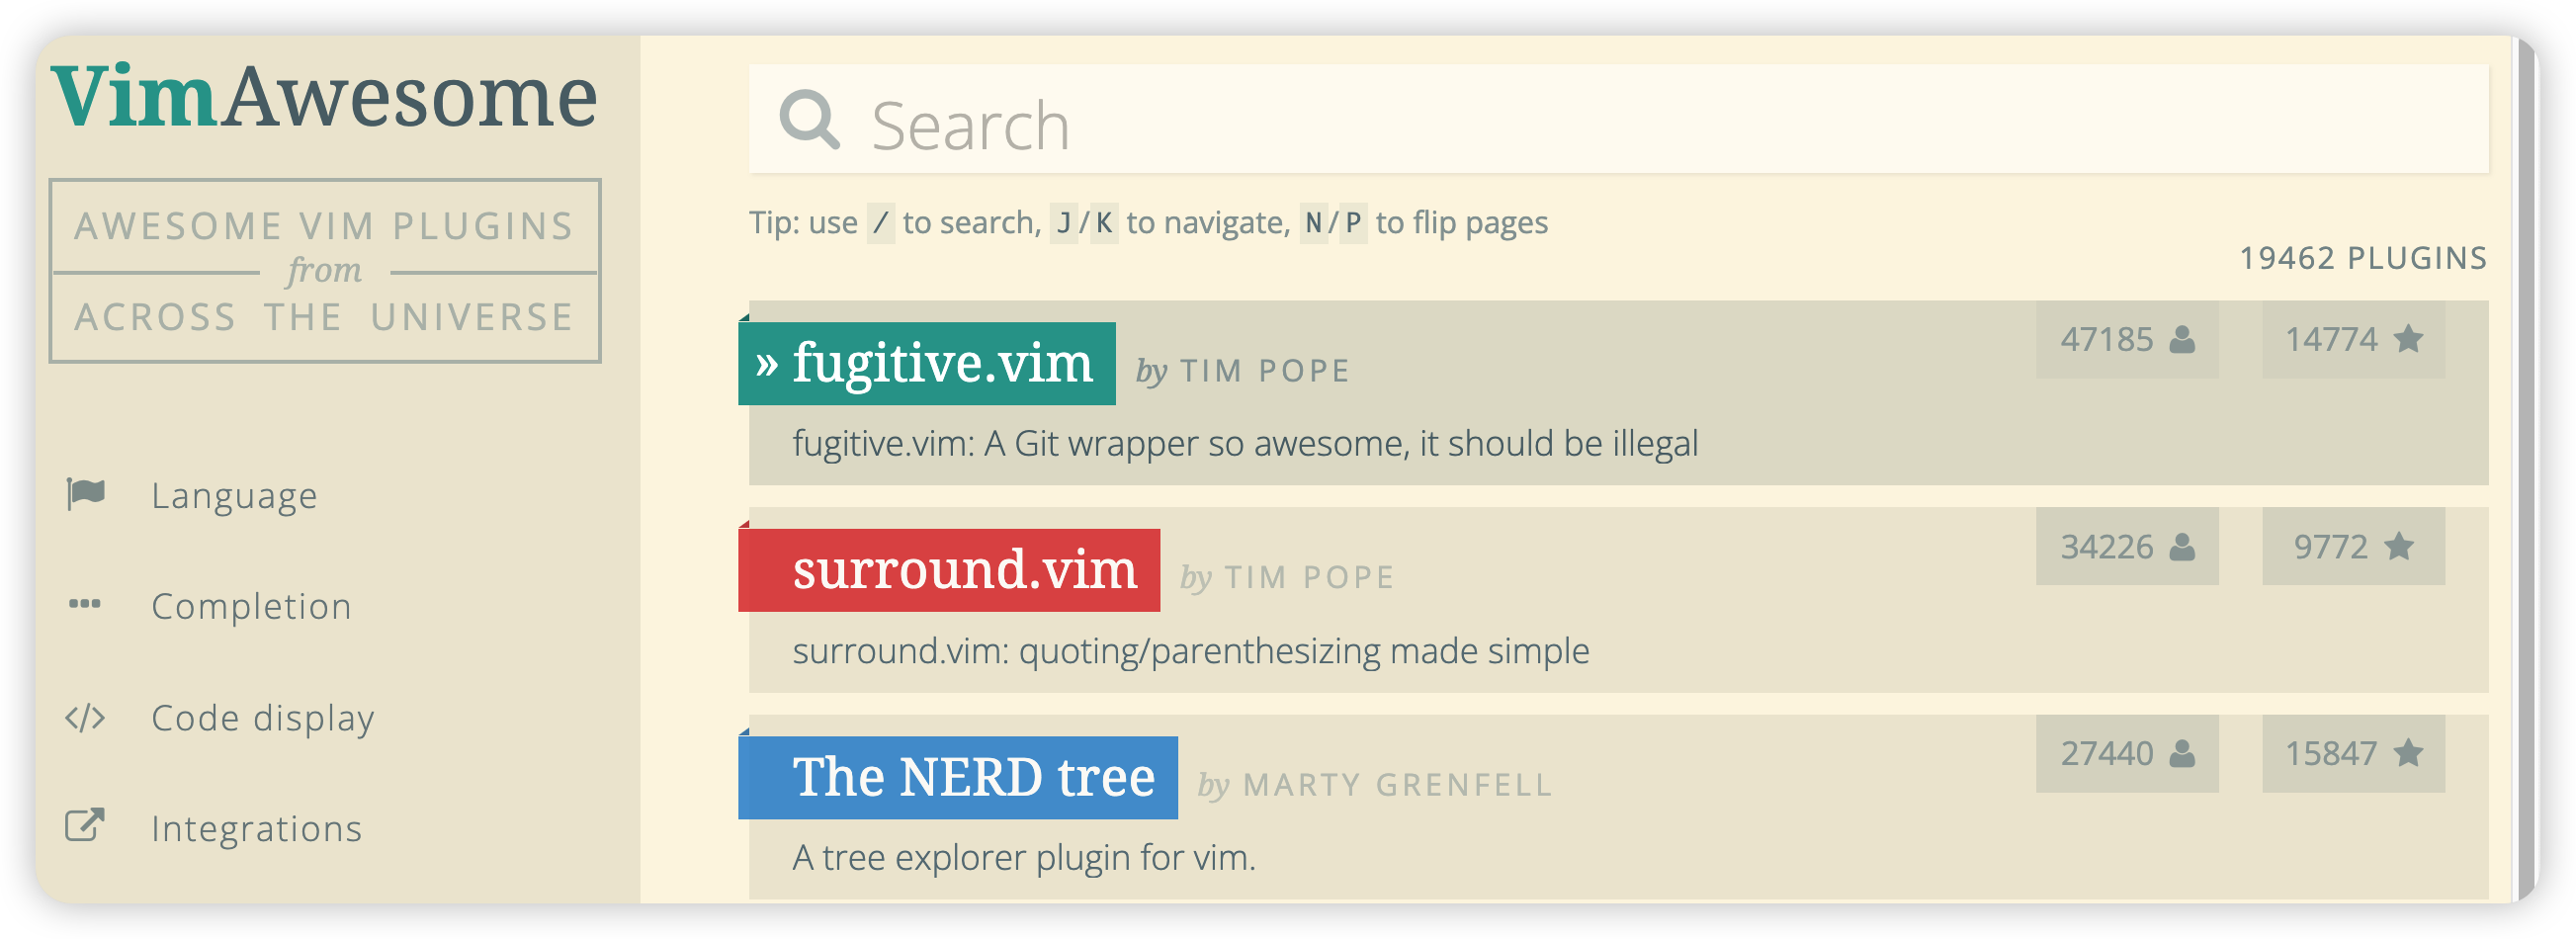 VimAwesome
AWESOME VIM PLUGINS
from
ACROSS THE UNIVERSE
Language
Completion
Code display
Integrations
Search
Tip: use / to search, J/K to navigate, N/P to flip pages
19462 PLUGINS
» fugitive.vim by TIM POPE
47185 14774
fugitive.vim: A Git wrapper so awesome, it should be illegal
surround.vim by TIM POPE
34226 9772
surround.vim: quoting/parenthesizing made simple
The NERD tree by MARTY GRENFELL
27440 15847
A tree explorer plugin for vim.